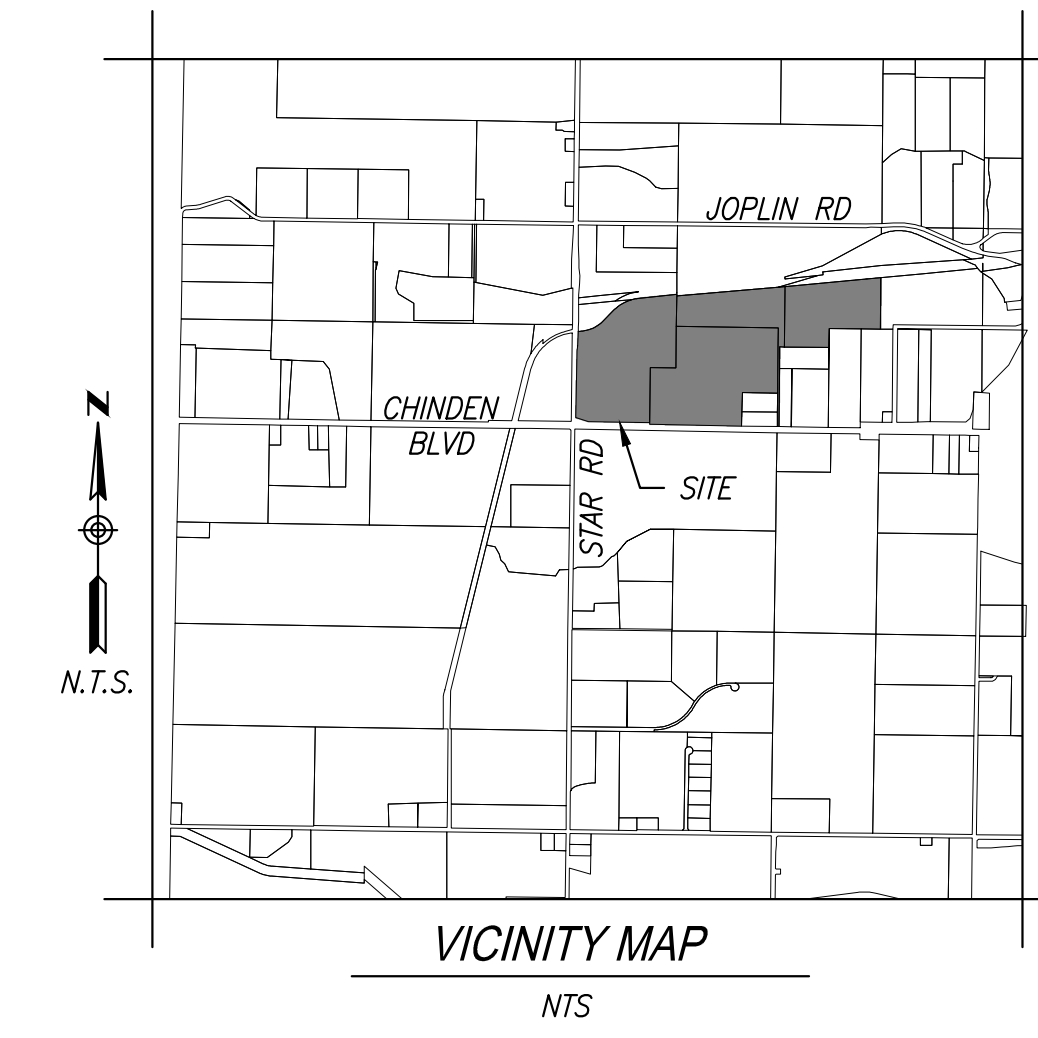 JOPLIN RD
N
CHINDEN
BLVD
STAR RD
SITE
N.T.S.
VICINITY MAP
NTS